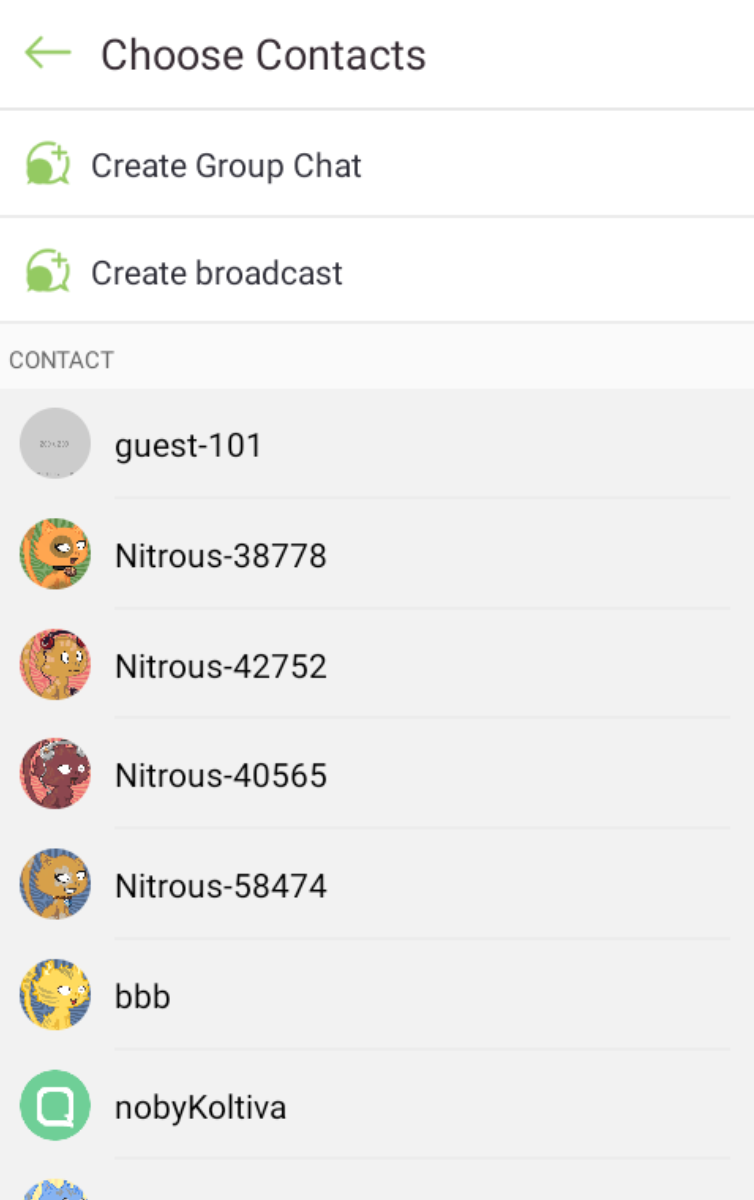 Choose Contacts
Create Group Chat
Create broadcast
CONTACT
guest-101
Nitrous-38778
Nitrous-42752
Nitrous-40565
Nitrous-58474
bbb
nobyKoltiva